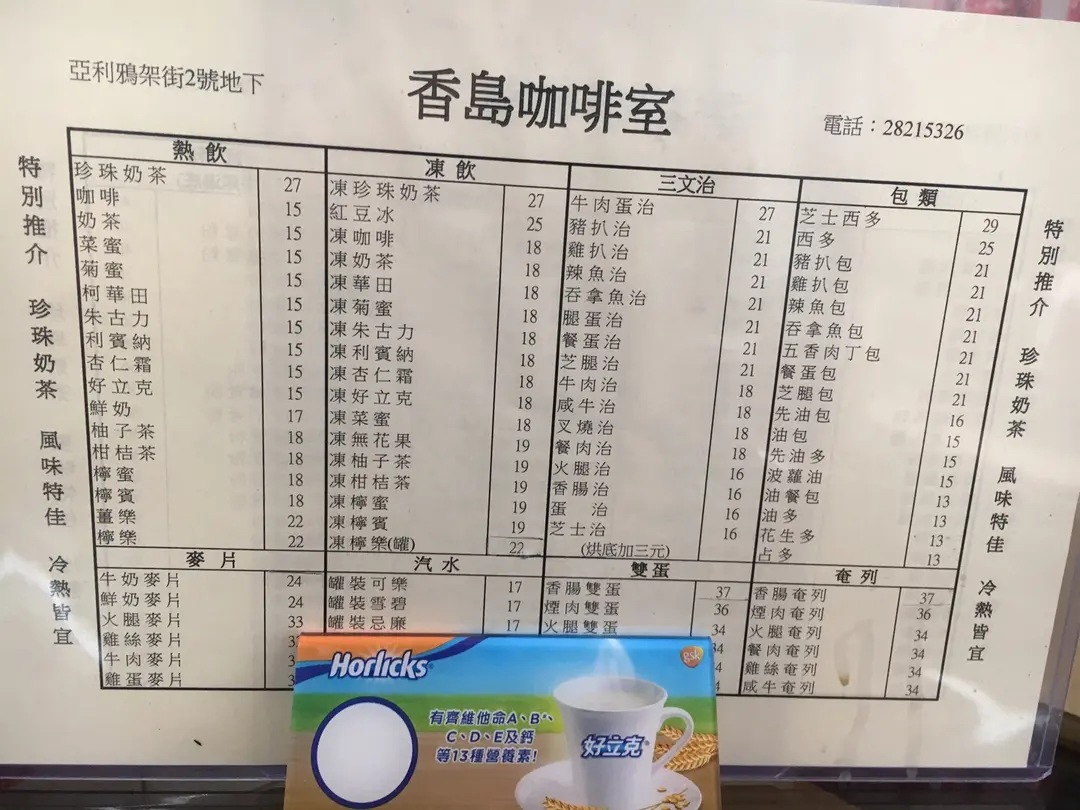 亞利鴉架街2號地下
香島咖啡室
電話：28215326
特別推介 珍珠奶茶 風味特佳 冷熱皆宜
熱飲
珍珠奶茶 27
咖啡 15
奶茶 15
菜蜜 15
菊蜜 15
柯華田 15
朱古力 15
利賓納 15
杏仁霜 15
好立克 15
鮮奶 17
柚子茶 18
柑桔茶 18
檸蜜 18
檸賓 18
薑樂 22
檸樂 22
凍飲
凍珍珠奶茶 27
紅豆冰 25
凍咖啡 18
凍奶茶 18
凍華田 18
凍菊蜜 18
凍朱古力 18
凍利賓納 18
凍杏仁霜 18
凍好立克 18
凍菜蜜 18
凍無花果 19
凍柚子茶 19
凍柑桔茶 19
凍檸蜜 19
凍檸賓 19
凍檸樂(罐) 22
三文治
牛肉蛋治 27
豬扒治 21
雞扒治 21
辣魚治 21
吞拿魚治 21
腿蛋治 21
餐蛋治 21
芝腿治 21
牛肉治 18
咸牛治 18
叉燒治 18
餐肉治 18
火腿治 16
香腸治 16
蛋 治 16
芝士治 16
(烘底加三元)
包類
芝士西多 29
西多 25
豬扒包 21
雞扒包 21
辣魚包 21
吞拿魚包 21
五香肉丁包 21
餐蛋包 21
芝腿包 21
先油包 16
油包 15
先油多 15
波蘿油 15
油餐包 13
油多 13
花生多 13
占多 13
麥片
牛奶麥片 24
鮮奶麥片 24
火腿麥片 33
雞絲麥片
牛肉麥片
雞蛋麥片
汽水
罐裝可樂 17
罐裝雪碧 17
罐裝忌廉 17
雙蛋
香腸雙蛋 37
煙肉雙蛋 36
火腿雙蛋 34
奄列
香腸奄列 37
煙肉奄列 36
火腿奄列 34
餐肉奄列 34
雞絲奄列 34
咸牛奄列 34
特別推介 珍珠奶茶 風味特佳 冷熱皆宜
Horlicks
gsk
有齊維他命A、B、
C、D、E及鈣
等13種營養素!
好立克